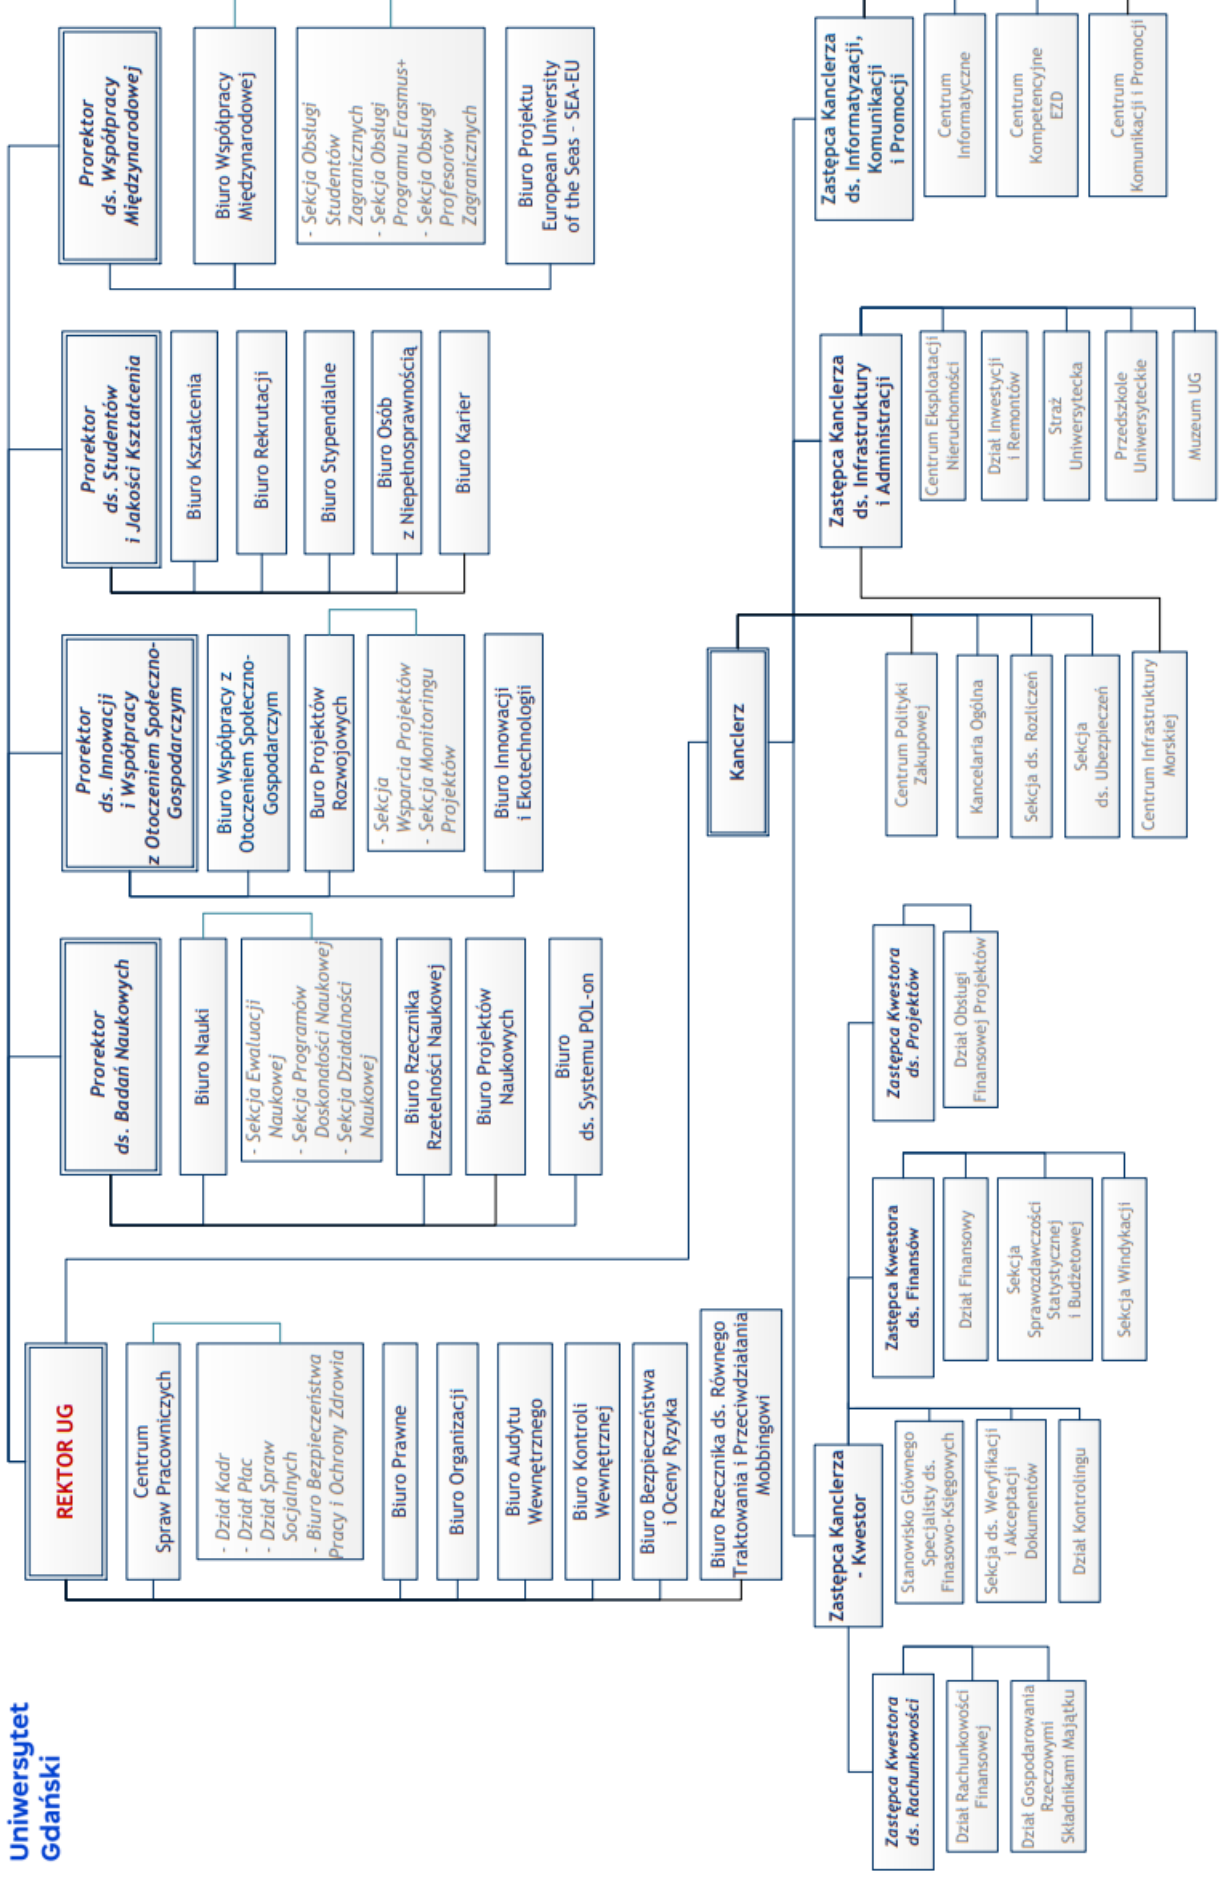 Uniwersytet
Gdański
REKTOR UG
Centrum
Spraw Pracowniczych
- Dział Kadr
- Dział Płac
- Dział Spraw
Socjalnych
- Biuro Bezpieczeństwa
Pracy i Ochrony Zdrowia
Biuro Prawne
Biuro Organizacji
Biuro Audytu
Wewnętrznego
Biuro Kontroli
Wewnętrznej
Biuro Bezpieczeństwa
i Oceny Ryzyka
Biuro Rzecznika ds. Równego
Traktowania i Przeciwdziałania
Mobbingowi
Prorektor
ds. Badań Naukowych
Biuro Nauki
- Sekcja Ewaluacji
Naukowej
- Sekcja Programów
Doskonałości Naukowej
- Sekcja Działalności
Naukowej
Biuro Rzecznika
Rzetelności Naukowej
Biuro Projektów
Naukowych
Biuro
ds. Systemu POL-on
Prorektor
ds. Innowacji
i Współpracy
z Otoczeniem Społeczno-
Gospodarczym
Biuro Współpracy z
Otoczeniem Społeczno-
Gospodarczym
Buro Projektów
Rozwojowych
- Sekcja
Wsparcia Projektów
- Sekcja Monitoringu
Projektów
Biuro Innowacji
i Ekotechnologii
Prorektor
ds. Studentów
i Jakości Kształcenia
Biuro Kształcenia
Biuro Rekrutacji
Biuro Stypendialne
Biuro Osób
z Niepełnosprawnością
Biuro Karier
Prorektor
ds. Współpracy
Międzynarodowej
Biuro Współpracy
Międzynarodowej
- Sekcja Obsługi
Studentów
Zagranicznych
- Sekcja Obsługi
Programu Erasmus+
- Sekcja Obsługi
Profesorów
Zagranicznych
Biuro Projektu
European University
of the Seas - SEA-EU
Kanclerz
Zastępca Kwestora
ds. Rachunkowości
Dział Rachunkowości
Finansowej
Dział Gospodarowania
Rzeczowymi
Składnikami Majątku
Zastępca Kanclerza
- Kwestor
Stanowisko Głównego
Specjalisty ds.
Finasowo-Księgowych
Sekcja ds. Weryfikacji
i Akceptacji
Dokumentów
Dział Kontrolingu
Zastępca Kwestora
ds. Finansów
Dział Finansowy
Sekcja
Sprawozdawczości
Statystycznej
i Budżetowej
Sekcja Windykacji
Zastępca Kwestora
ds. Projektów
Dział Obsługi
Finansowej Projektów
Centrum Polityki
Zakupowej
Kancelaria Ogólna
Sekcja ds. Rozliczeń
Sekcja
ds. Ubezpieczeń
Centrum Infrastruktury
Morskiej
Zastępca Kanclerza
ds. Infrastruktury
i Administracji
Centrum Eksploatacji
Nieruchomości
Dział Inwestycji
i Remontów
Straż
Uniwersytecka
Przedszkole
Uniwersyteckie
Muzeum UG
Zastępca Kanclerza
ds. Informatyzacji,
Komunikacji
i Promocji
Centrum
Informatyczne
Centrum
Kompetencyjne
EZD
Centrum
Komunikacji i Promocji